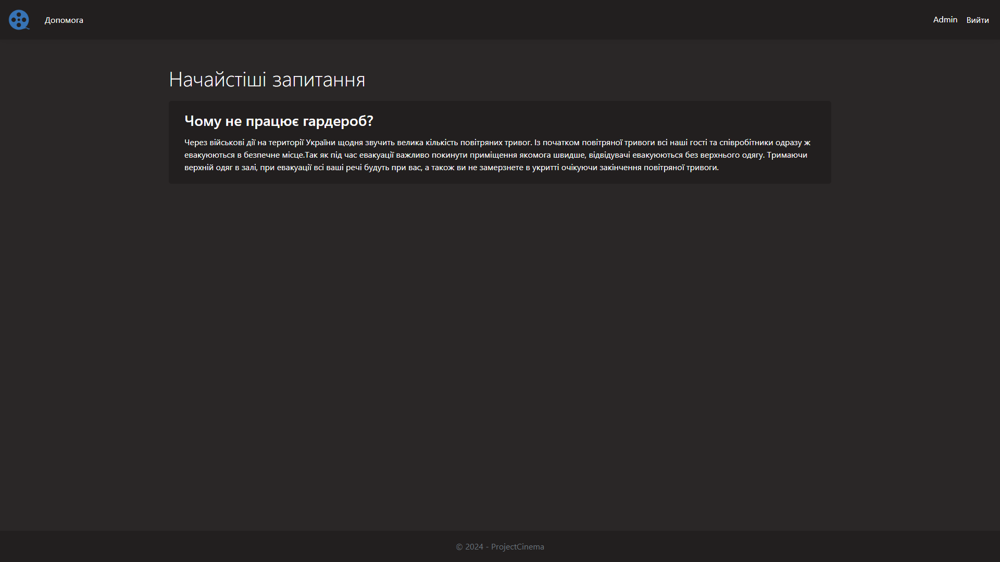 Допомога
Admin
Вийти
Начайстіші запитання
Чому не працює гардероб?
Через військові дії на території України щодня звучить велика кількість повітряних тривог. Із початком повітряної тривоги всі наші гості та співробітники одразу ж
евакуюються в безпечне місце.Так як під час евакуації важливо покинути приміщення якомога швидше, відвідувачі евакуюються без верхнього одягу. Тримаючи
верхній одяг в залі, при евакуації всі ваші речі будуть при вас, а також ви не замерзнете в укритті очікуючи закінчення повітряної тривоги.
© 2024 - ProjectCinema